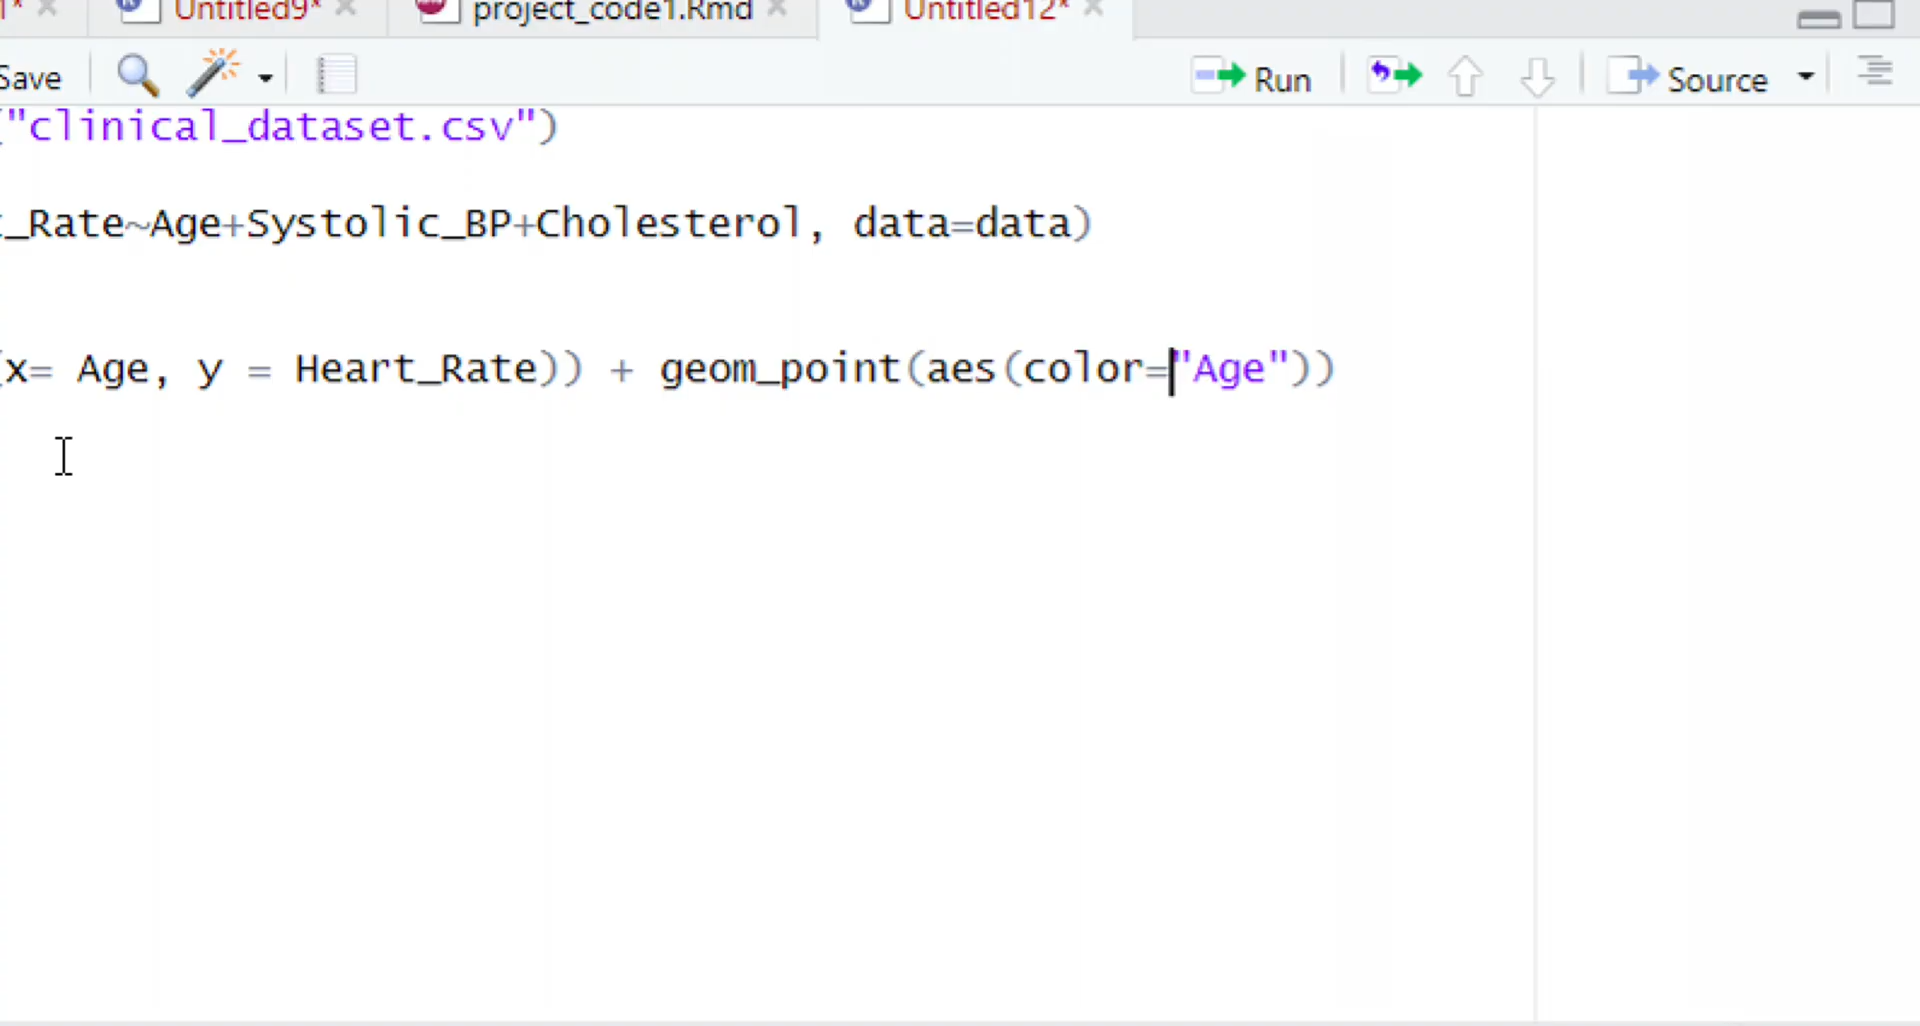 Untitled9* project_code1.Rmd Untitled12*
Save Run Source
("clinical_dataset.csv")
_Rate~Age+Systolic_BP+Cholesterol, data=data)
(x= Age, y = Heart_Rate)) + geom_point(aes(color="Age"))